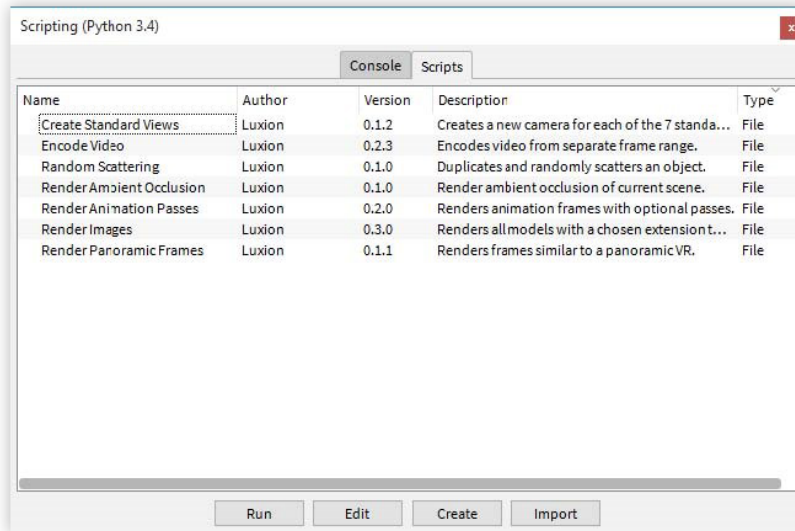 Scripting (Python 3.4)
x
Console Scripts
Name Author Version Description Type
Create Standard Views Luxion 0.1.2 Creates a new camera for each of the 7 standa... File
Encode Video Luxion 0.2.3 Encodes video from separate frame range. File
Random Scattering Luxion 0.1.0 Duplicates and randomly scatters an object. File
Render Ambient Occlusion Luxion 0.1.0 Render ambient occlusion of current scene. File
Render Animation Passes Luxion 0.2.0 Renders animation frames with optional passes. File
Render Images Luxion 0.3.0 Renders all models with a chosen extension t... File
Render Panoramic Frames Luxion 0.1.1 Renders frames similar to a panoramic VR. File
Run Edit Create Import